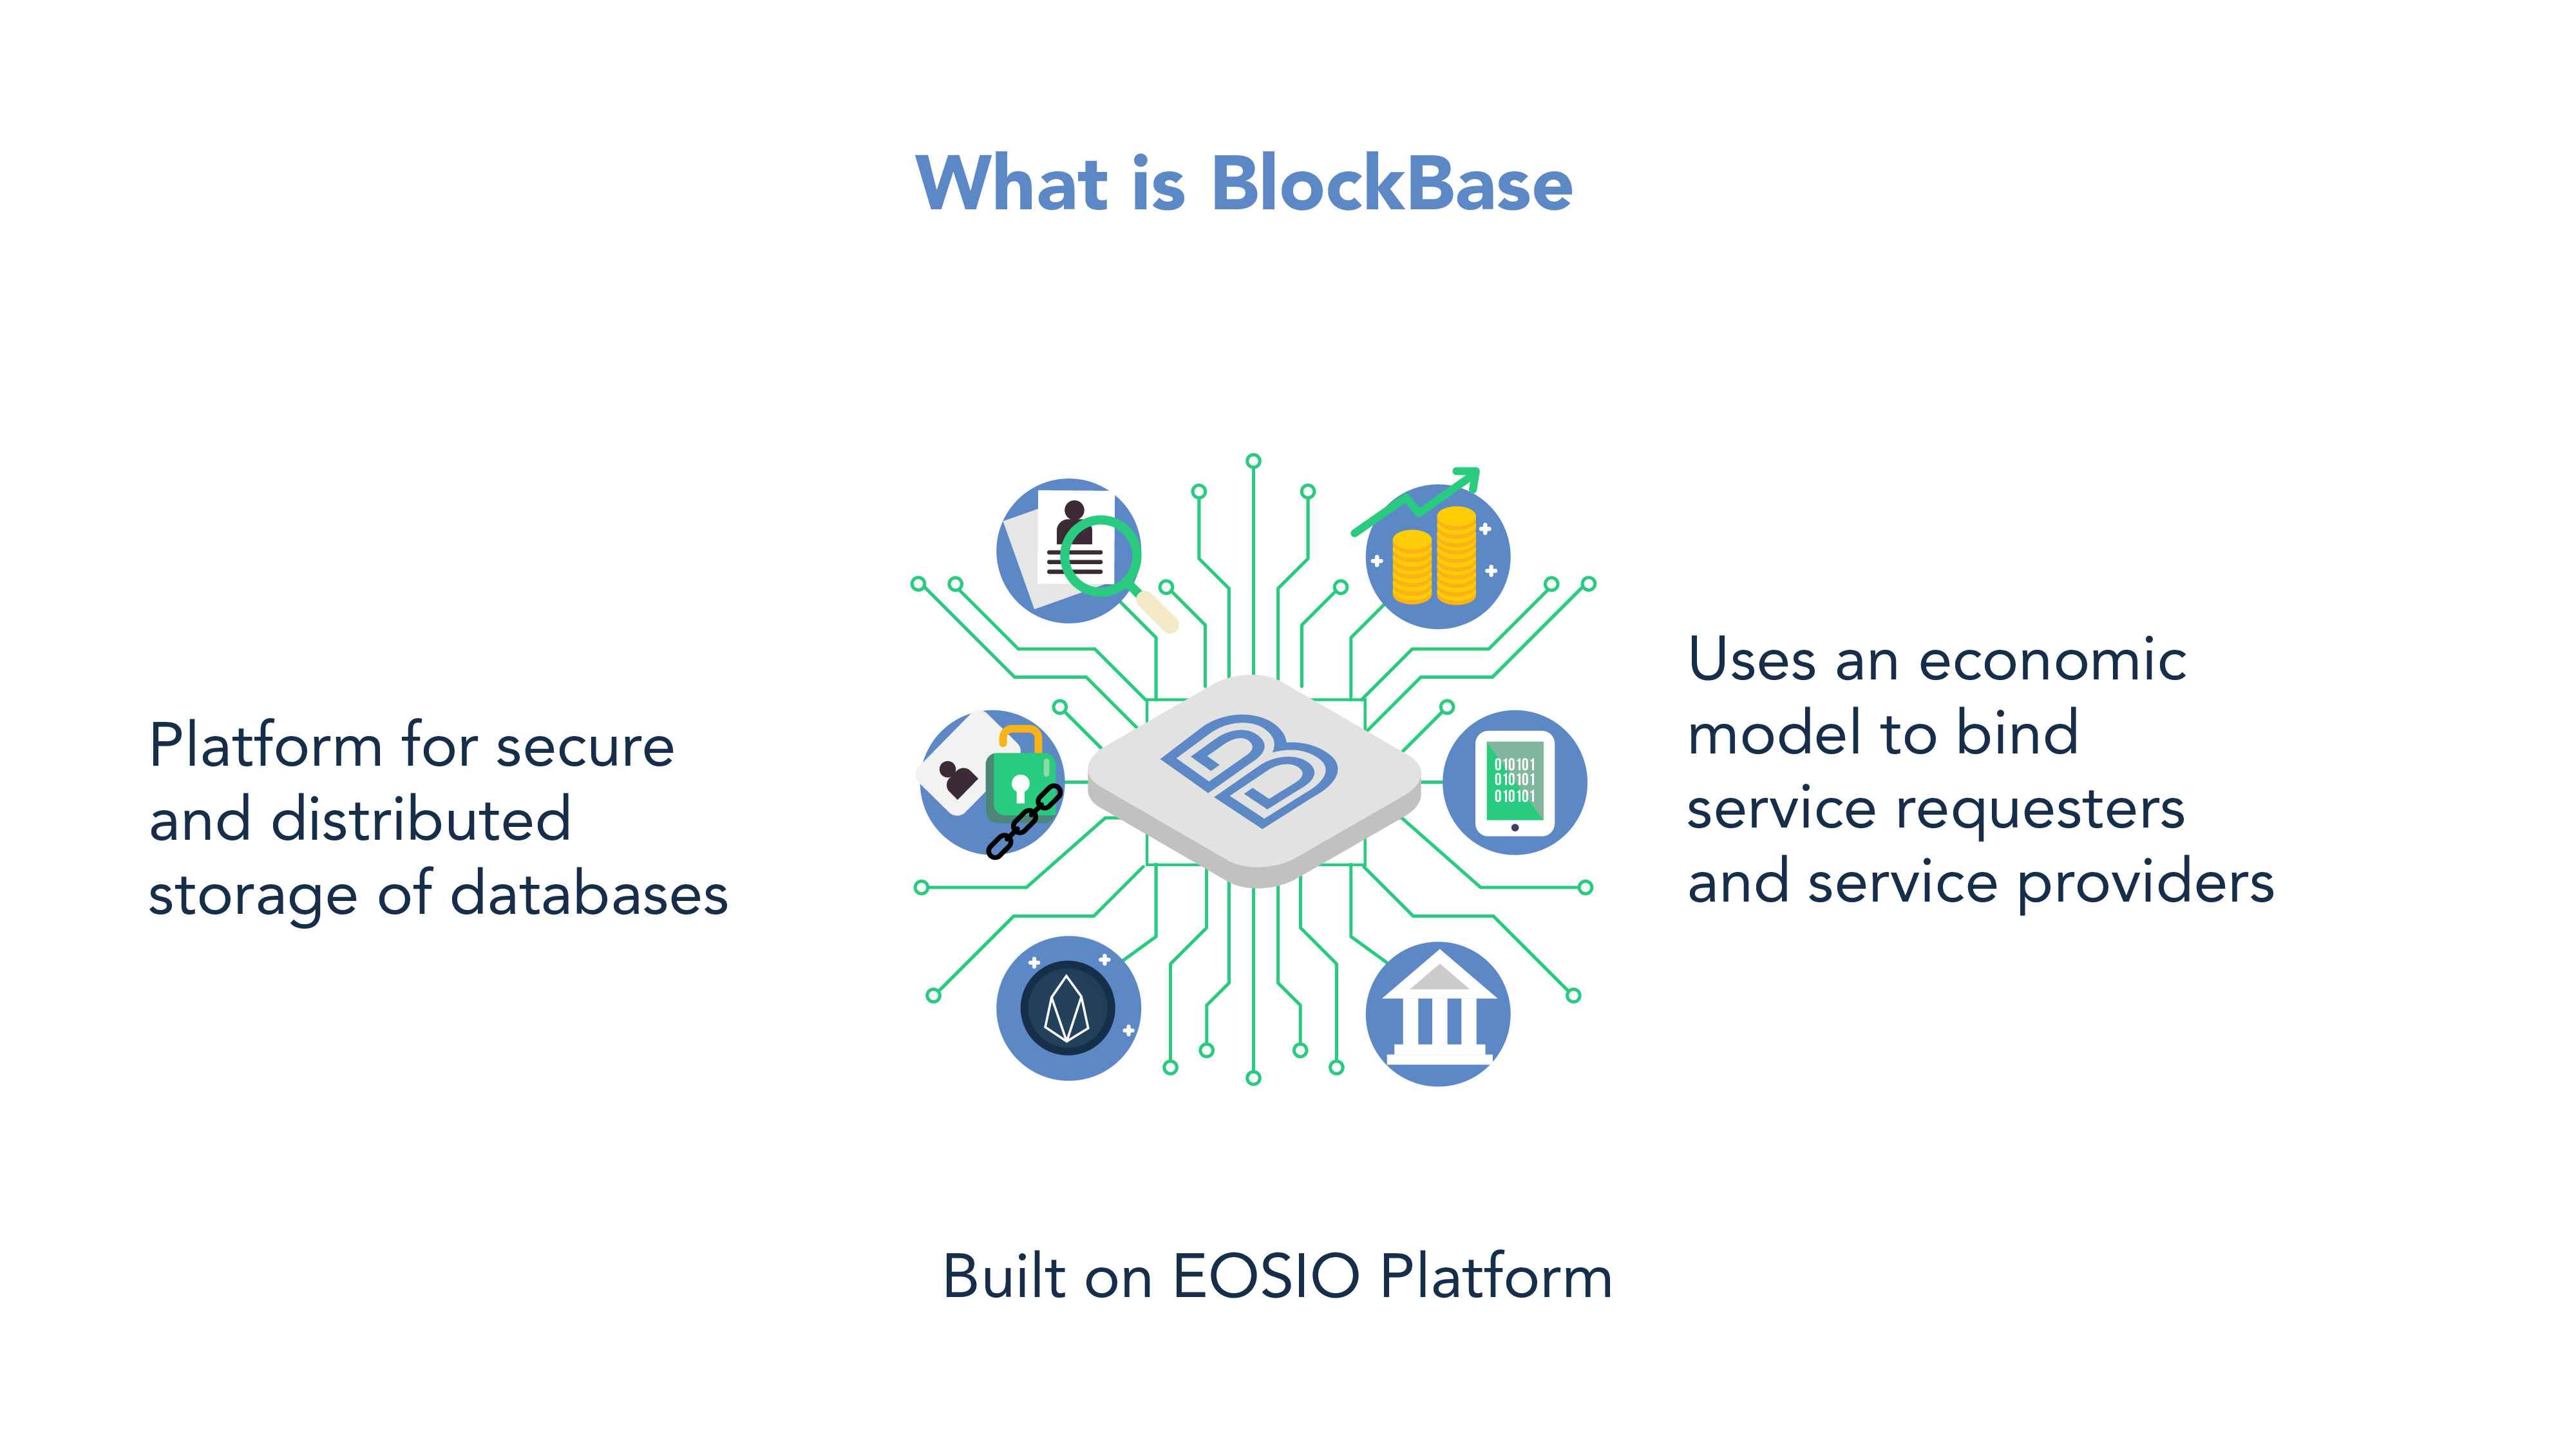 What is BlockBase
Platform for secure
and distributed
storage of databases
Uses an economic
model to bind
service requesters
and service providers
010101
010101
010101
Built on EOSIO Platform